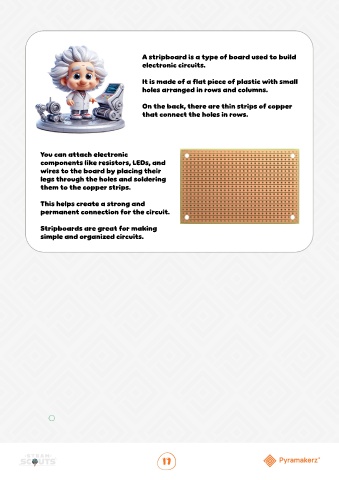 A stripboard is a type of board used to build
electronic circuits.
It is made of a flat piece of plastic with small
holes arranged in rows and columns.
On the back, there are thin strips of copper
that connect the holes in rows.
You can attach electronic
components like resistors, LEDs, and
wires to the board by placing their
legs through the holes and soldering
them to the copper strips.
This helps create a strong and
permanent connection for the circuit.
Stripboards are great for making
simple and organized circuits.
STEAM
SCOUTS
17
Pyramakerz